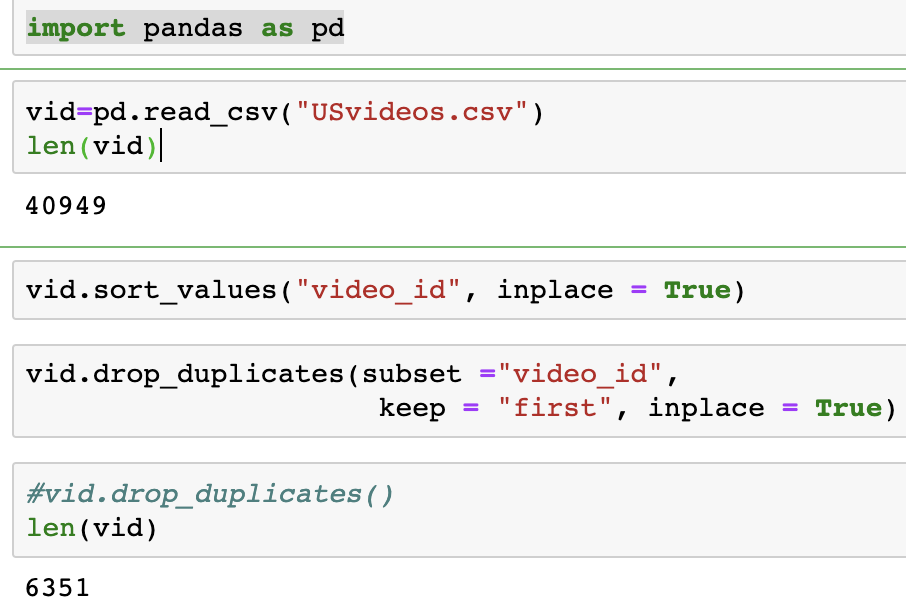 import pandas as pd
vid=pd.read_csv("USvideos.csv")
len(vid)
40949
vid.sort_values("video_id", inplace = True)
vid.drop_duplicates(subset ="video_id",
keep = "first", inplace = True)
#vid.drop_duplicates()
len(vid)
6351